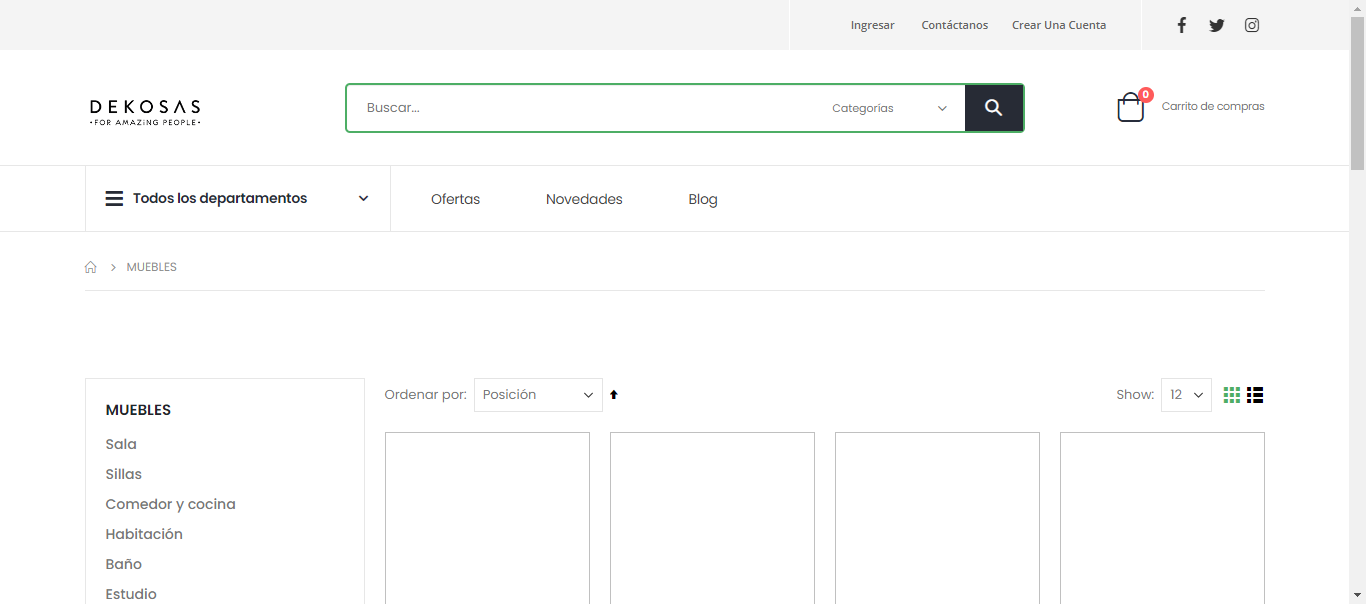 Ingresar Contáctanos Crear Una Cuenta
DEKOSAS
•FOR AMAZING PEOPLE•
Buscar... Categorías
0
Carrito de compras
Todos los departamentos Ofertas Novedades Blog
MUEBLES
MUEBLES
Sala
Sillas
Comedor y cocina
Habitación
Baño
Estudio
Ordenar por: Posición
Show: 12